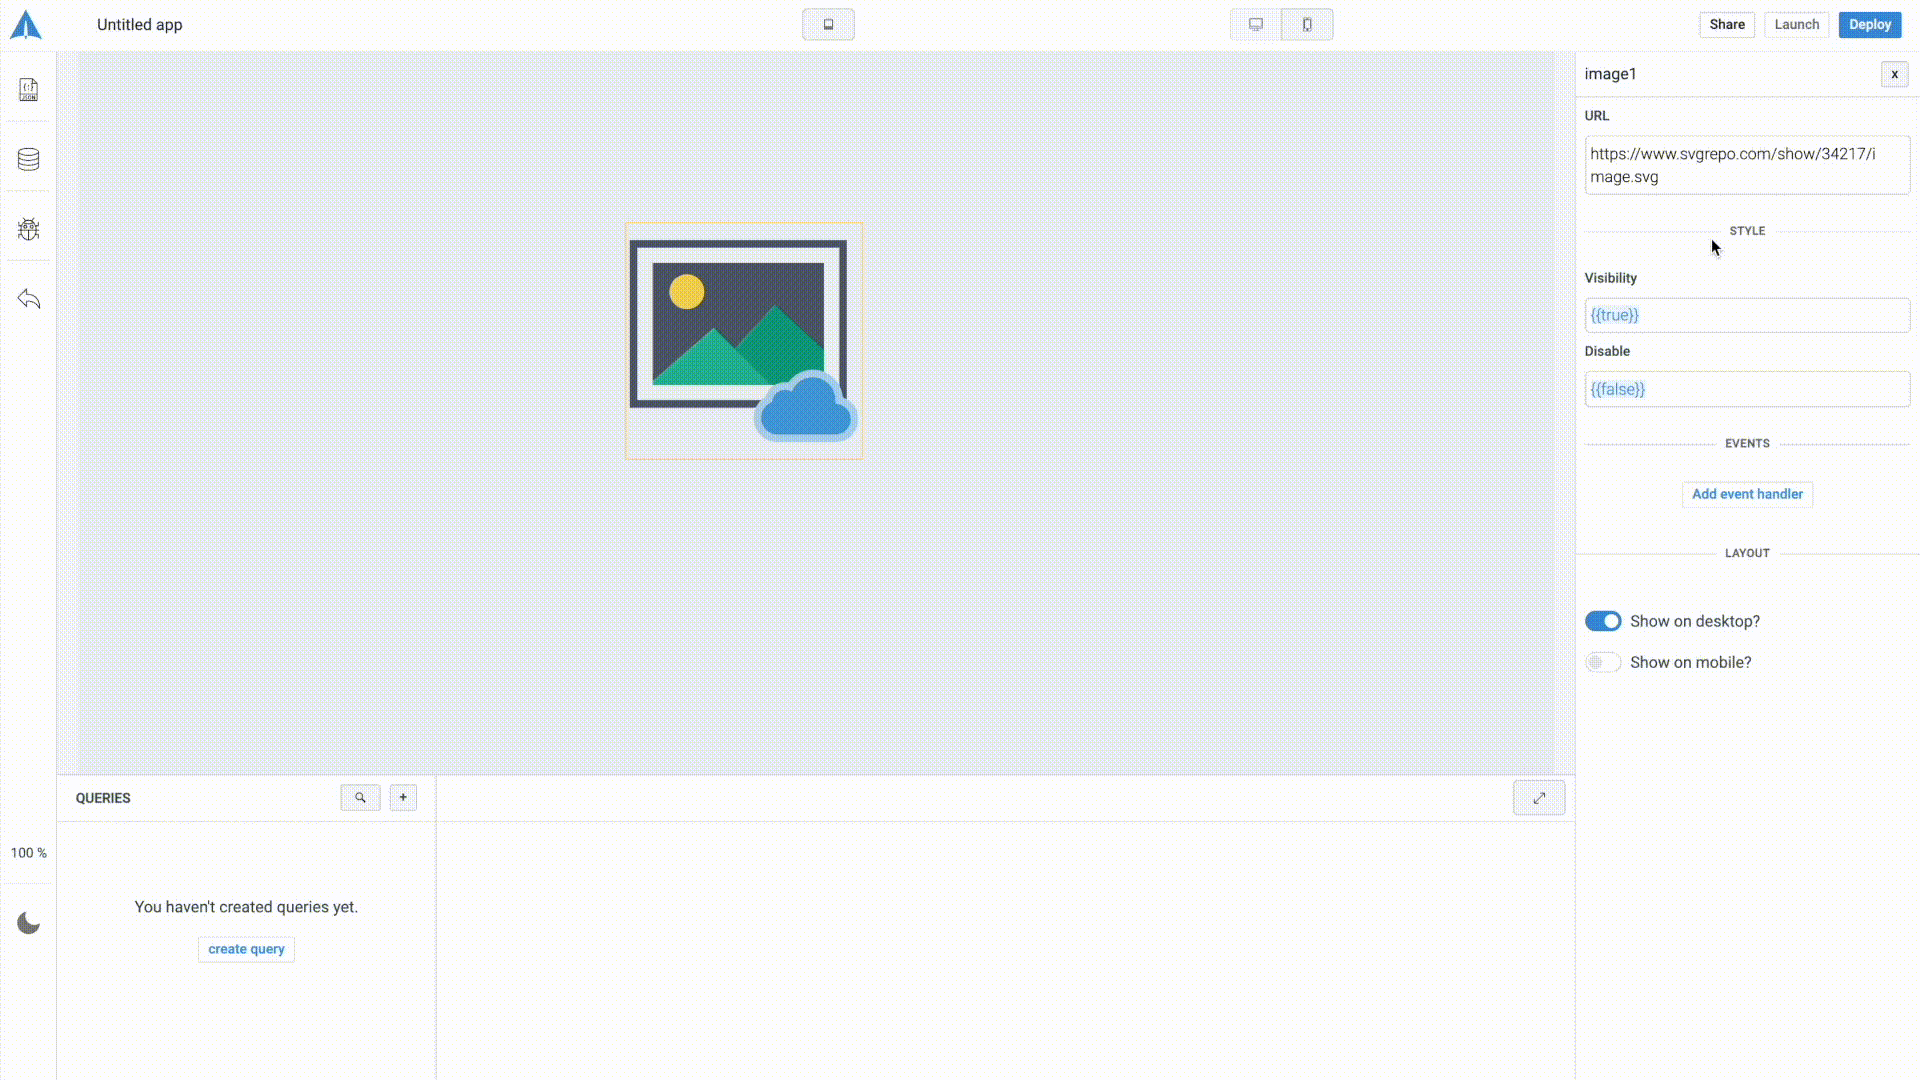 Untitled app
Share
Launch
Deploy
{;}
JSON
image1
x
URL
https://www.svgrepo.com/show/34217/i
mage.svg
STYLE
Visibility
{{true}}
Disable
{{false}}
EVENTS
Add event handler
LAYOUT
Show on desktop?
Show on mobile?
QUERIES
+
100 %
You haven't created queries yet.
create query